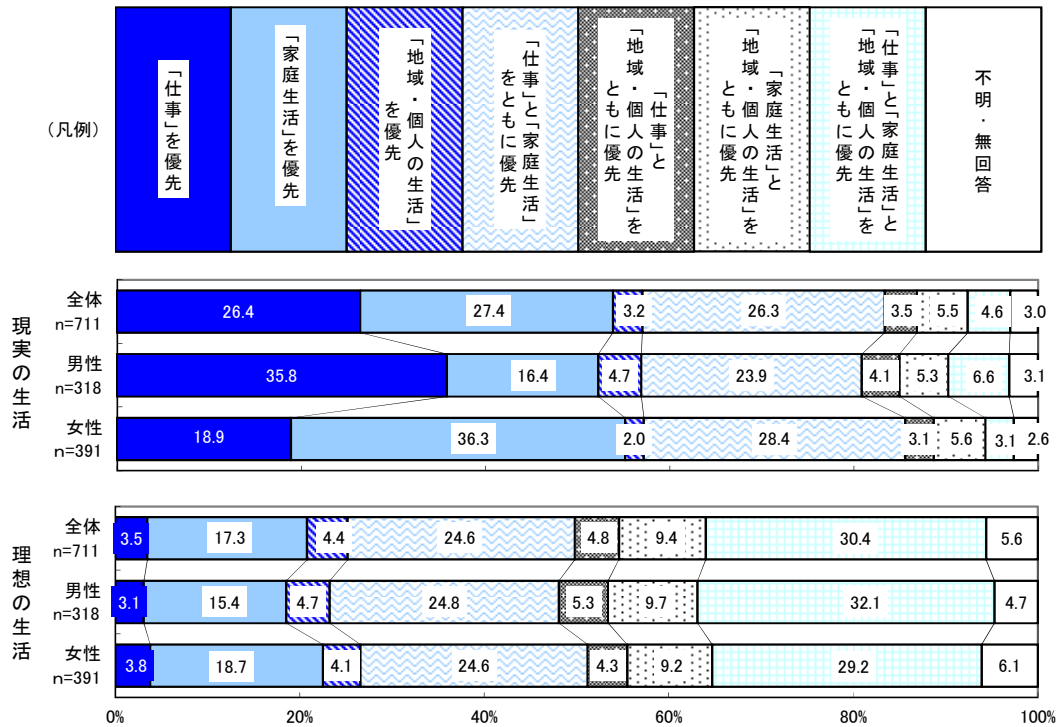 (凡例)
「仕事」を優先
「家庭生活」を優先
「地域・個人の生活」
を優先
「仕事」と「家庭生活」
をともに優先
「仕事」と
「地域・個人の生活」を
ともに優先
「家庭生活」と
「地域・個人の生活」を
ともに優先
「仕事」と「家庭生活」と
「地域・個人の生活」を
ともに優先
不明・無回答
現実の生活
全体
n=711
26.4 27.4 3.2 26.3 3.5 5.5 4.6 3.0
男性
n=318
35.8 16.4 4.7 23.9 4.1 5.3 6.6 3.1
女性
n=391
18.9 36.3 2.0 28.4 3.1 5.6 3.1 2.6
理想の生活
全体
n=711
3.5 17.3 4.4 24.6 4.8 9.4 30.4 5.6
男性
n=318
3.1 15.4 4.7 24.8 5.3 9.7 32.1 4.7
女性
n=391
3.8 18.7 4.1 24.6 4.3 9.2 29.2 6.1
0% 20% 40% 60% 80% 100%